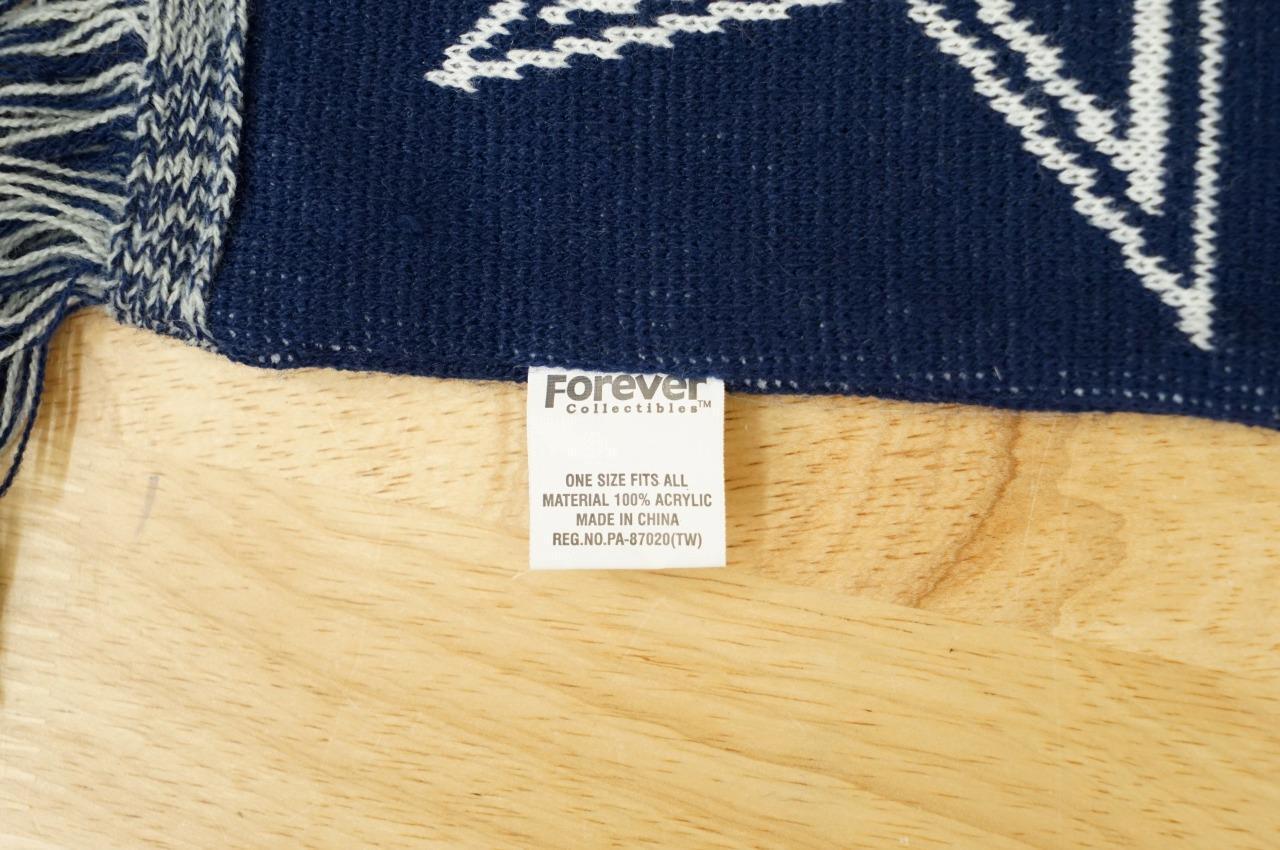 Forever
Collectibles™
ONE SIZE FITS ALL
MATERIAL 100% ACRYLIC
MADE IN CHINA
REG.NO.PA-87020(TW)